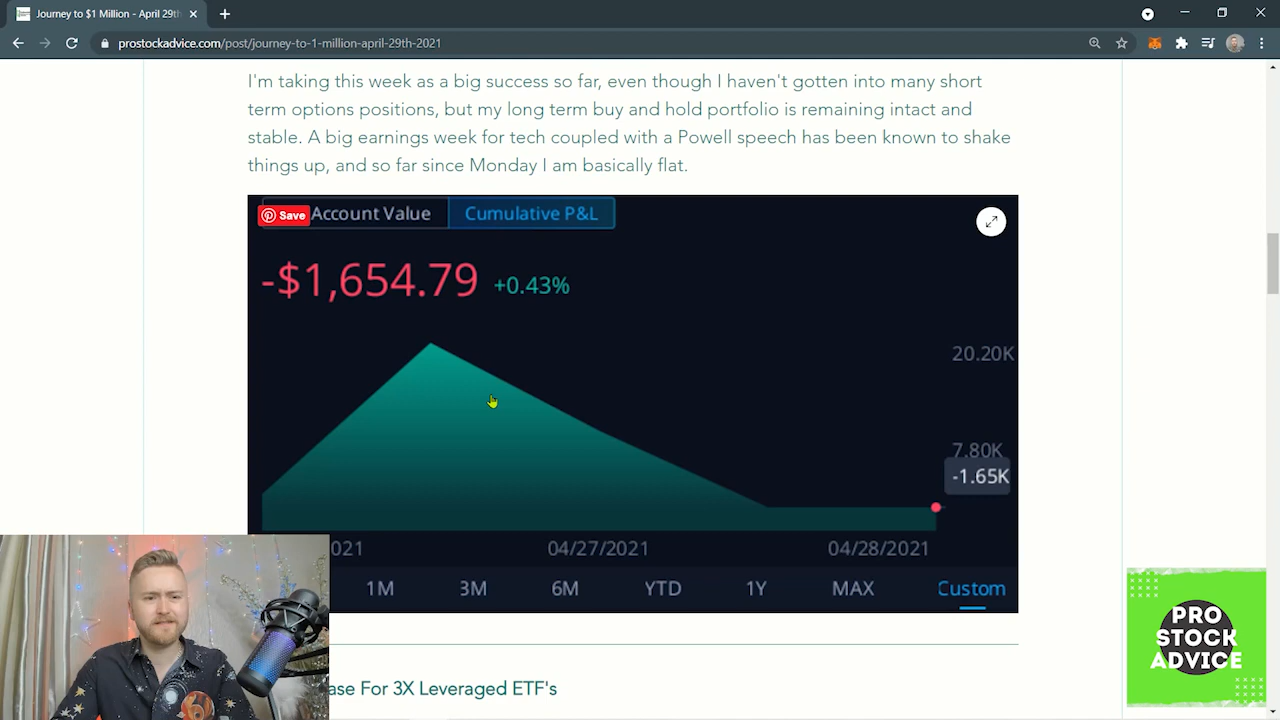 Journey to $1 Million - April 29th
prostockadvice.com/post/journey-to-1-million-april-29th-2021
I'm taking this week as a big success so far, even though I haven't gotten into many short
term options positions, but my long term buy and hold portfolio is remaining intact and
stable. A big earnings week for tech coupled with a Powell speech has been known to shake
things up, and so far since Monday I am basically flat.
Save
Account Value
Cumulative P&L
-$1,654.79 +0.43%
20.20K
7.80K
-1.65K
021 04/27/2021 04/28/2021
1M 3M 6M YTD 1Y MAX Custom
ase For 3X Leveraged ETF's
PRO
STOCK
ADVICE